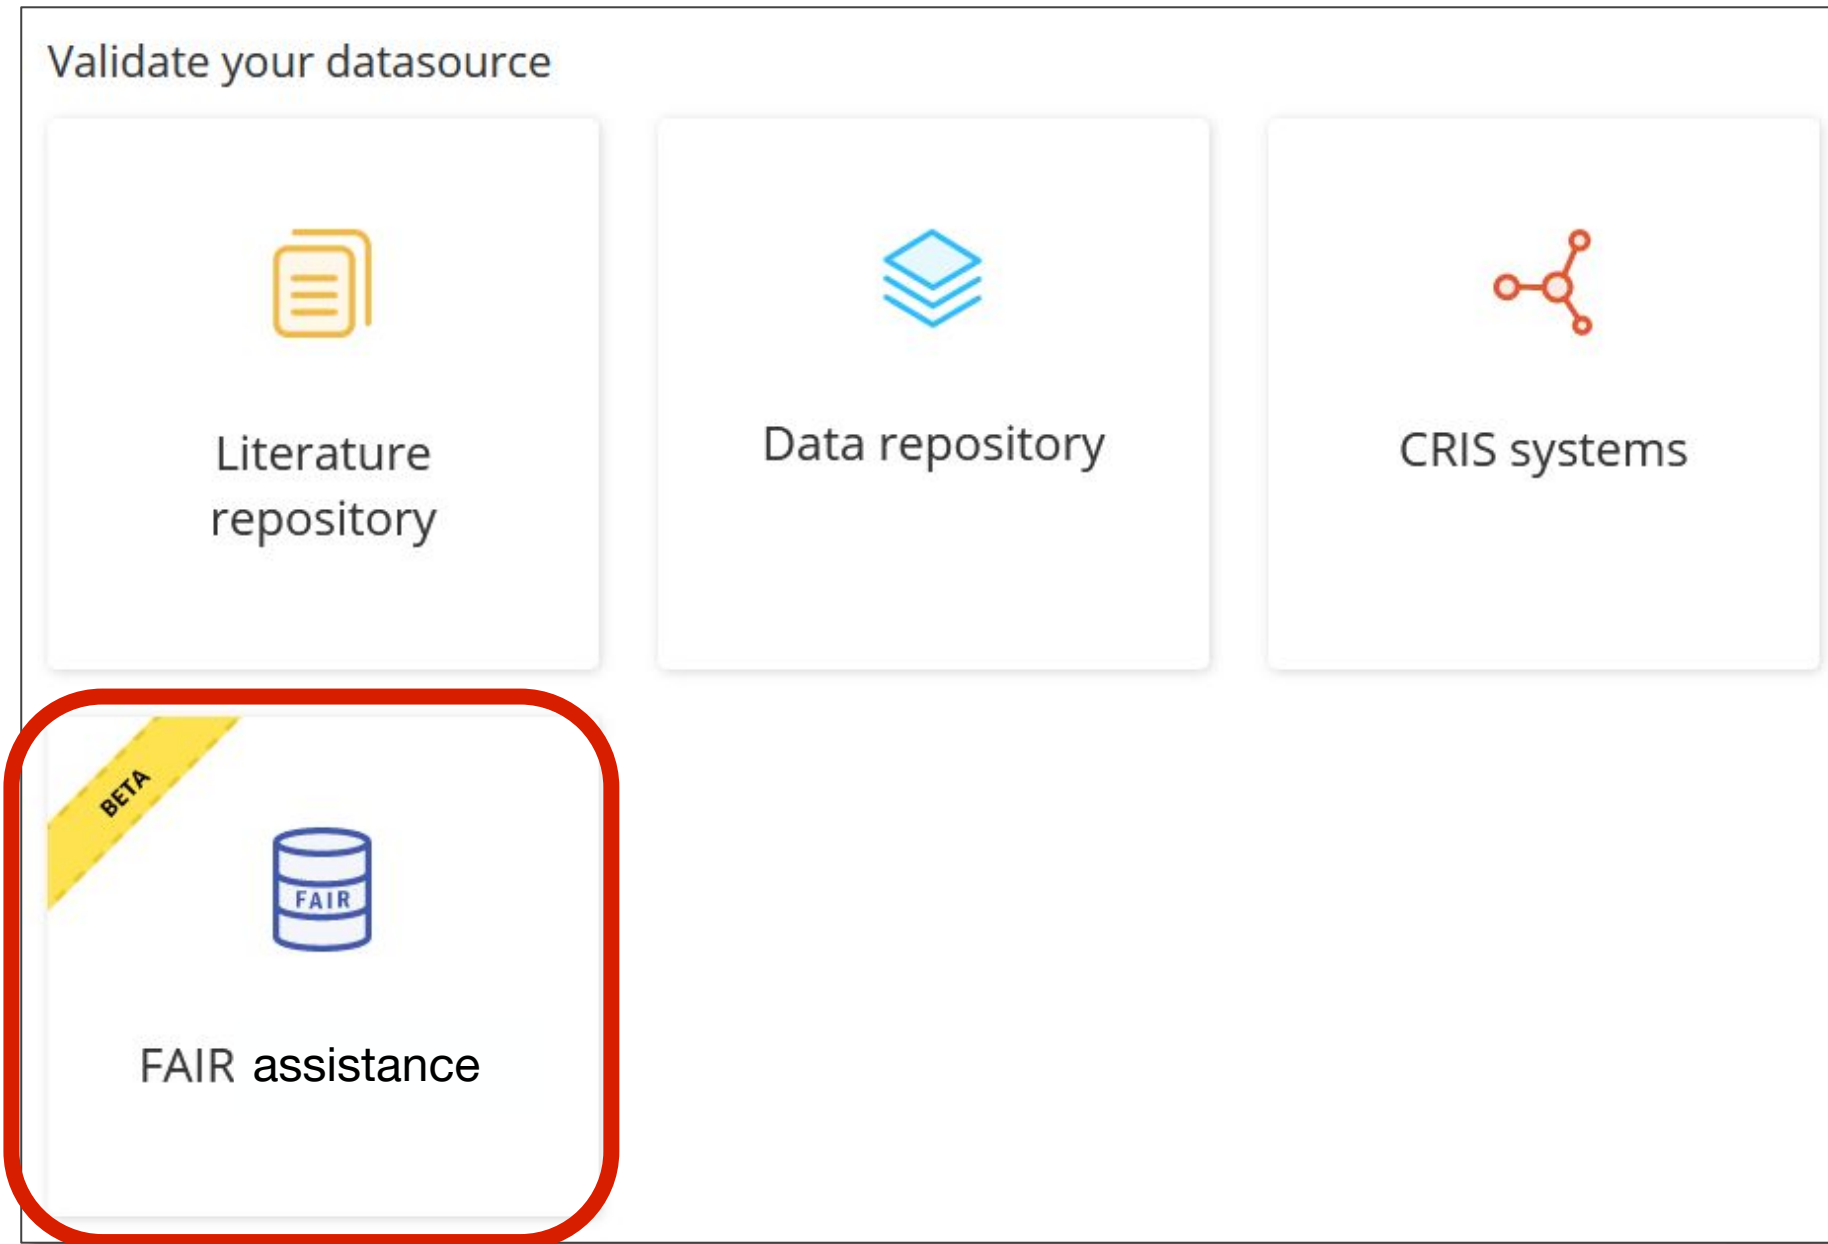 Validate your datasource
Literature
repository
Data repository
CRIS systems
BETA
FAIR
FAIR assistance